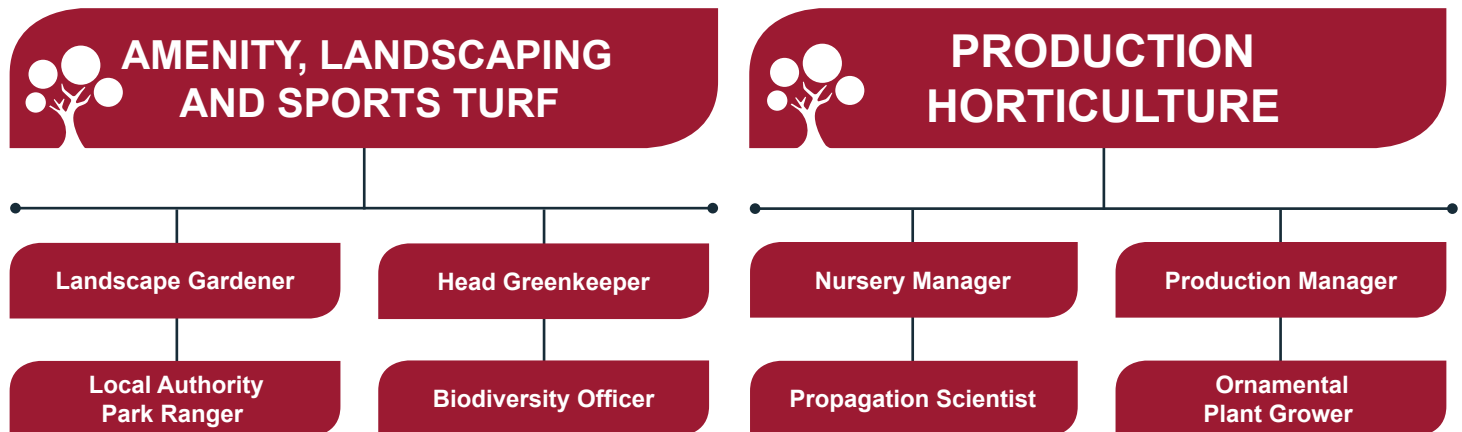 AMENITY, LANDSCAPING
AND SPORTS TURF
PRODUCTION
HORTICULTURE
Landscape Gardener
Head Greenkeeper
Nursery Manager
Production Manager
Local Authority
Park Ranger
Biodiversity Officer
Propagation Scientist
Ornamental
Plant Grower